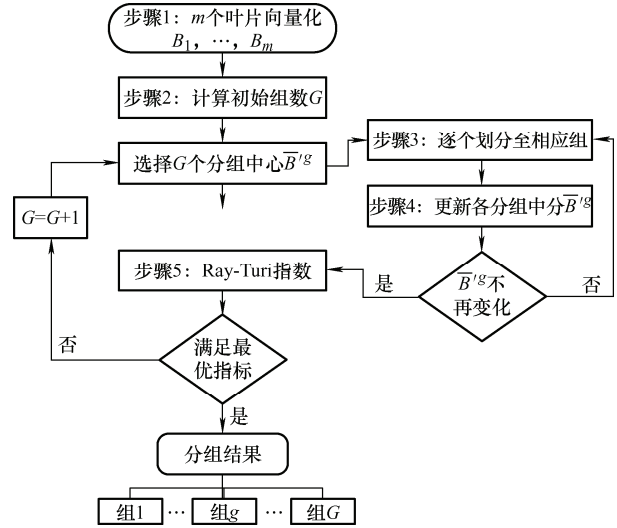 步骤1：m个叶片向量化
B₁，…，Bₘ
步骤2：计算初始组数G
选择G个分组中心B̅′ᵍ
步骤3：逐个划分至相应组
步骤4：更新各分组中分B̅′ᵍ
B̅′ᵍ不
再变化
是
否
G=G+1
步骤5：Ray-Turi指数
满足最
优指标
否
是
分组结果
组1 … 组g … 组G